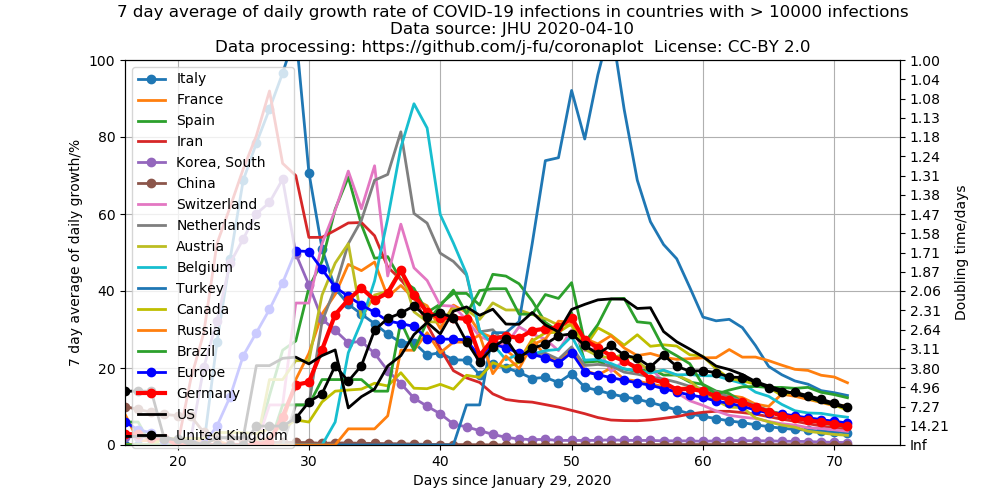 7 day average of daily growth rate of COVID-19 infections in countries with > 10000 infections
Data source: JHU 2020-04-10
Data processing: https://github.com/j-fu/coronaplot License: CC-BY 2.0
7 day average of daily growth/%
100
80
60
40
20
0
Italy
France
Spain
Iran
Korea, South
China
Switzerland
Netherlands
Austria
Belgium
Turkey
Canada
Russia
Brazil
Europe
Germany
US
United Kingdom
1.00
1.04
1.08
1.13
1.18
1.24
1.31
1.38
1.47
1.58
1.71
1.87
2.06
2.31
2.64
3.11
3.80
4.96
7.27
14.21
Inf
Doubling time/days
20 30 40 50 60 70
Days since January 29, 2020